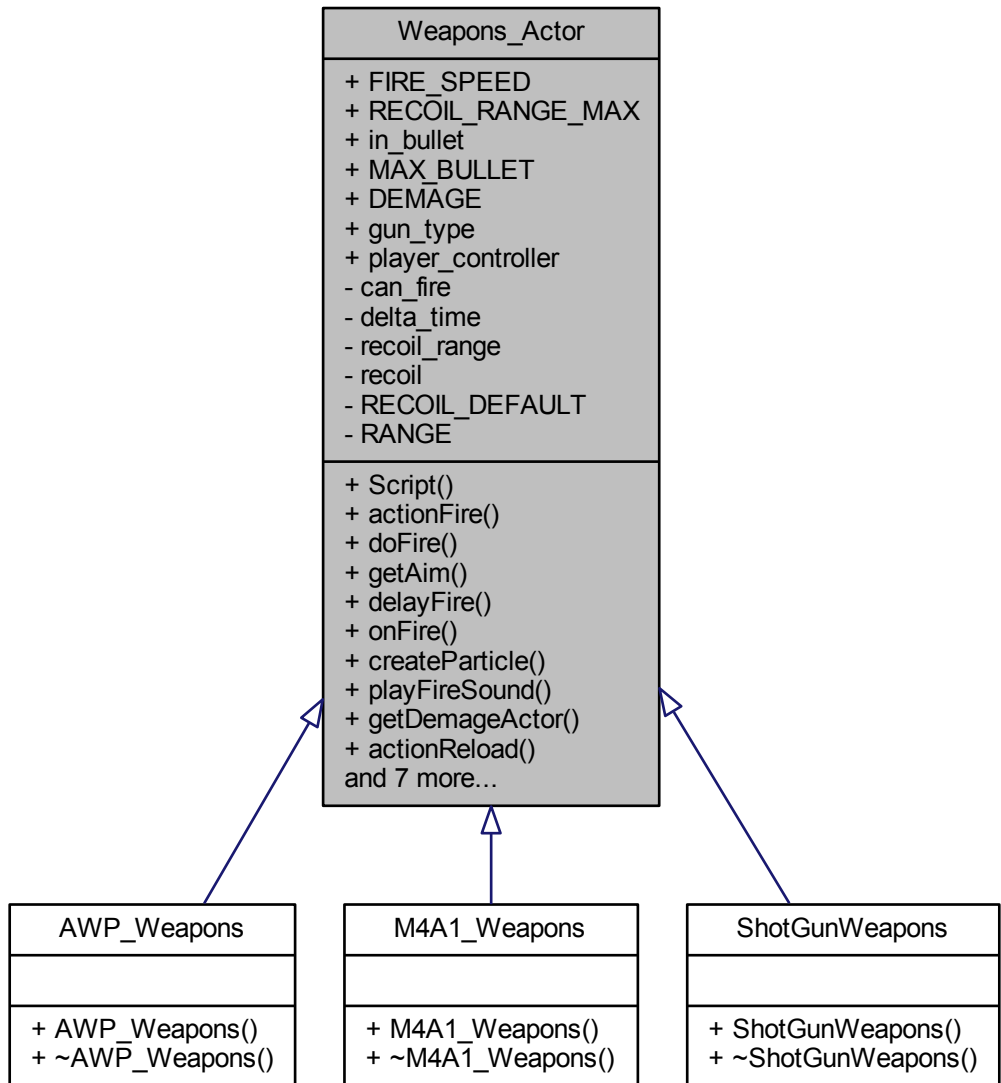 Weapons_Actor
+ FIRE_SPEED
+ RECOIL_RANGE_MAX
+ in_bullet
+ MAX_BULLET
+ DEMAGE
+ gun_type
+ player_controller
- can_fire
- delta_time
- recoil_range
- recoil
- RECOIL_DEFAULT
- RANGE
+ Script()
+ actionFire()
+ doFire()
+ getAim()
+ delayFire()
+ onFire()
+ createParticle()
+ playFireSound()
+ getDemageActor()
+ actionReload()
and 7 more...
AWP_Weapons
+ AWP_Weapons()
+ ~AWP_Weapons()
M4A1_Weapons
+ M4A1_Weapons()
+ ~M4A1_Weapons()
ShotGunWeapons
+ ShotGunWeapons()
+ ~ShotGunWeapons()